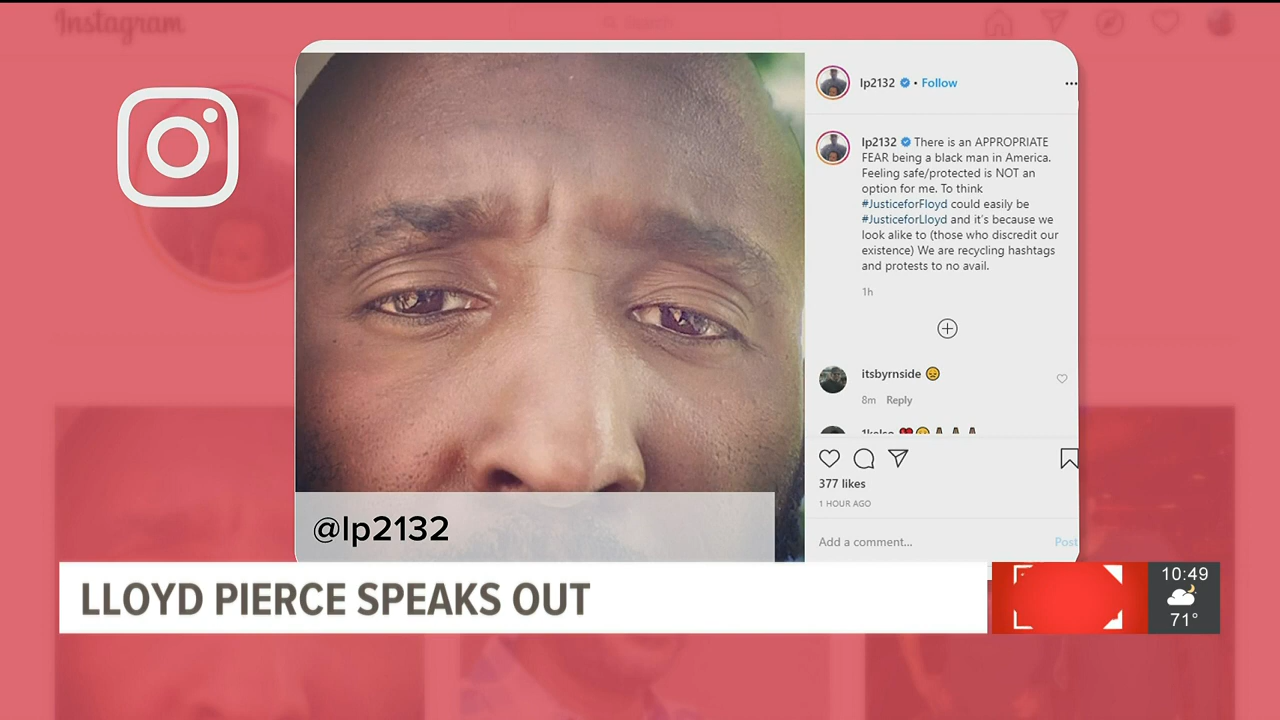 Instagram
Search
lp2132 • Follow
lp2132 There is an APPROPRIATE
FEAR being a black man in America.
Feeling safe/protected is NOT an
option for me. To think
#JusticeforFloyd could easily be
#JusticeforLloyd and it's because we
look alike to (those who discredit our
existence) We are recycling hashtags
and protests to no avail.
1h
itsbyrnside 😞
8m Reply
377 likes
1 HOUR AGO
Add a comment...
Post
@lp2132
LLOYD PIERCE SPEAKS OUT
10:49
71°